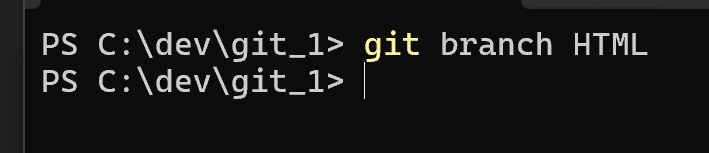 PS C:\dev\git_1> git branch HTML
PS C:\dev\git_1>